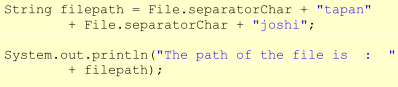 String filepath = File.separatorChar + "tapan"
+ File.separatorChar + "joshi";
System.out.println("The path of the file is  :  "
+ filepath);